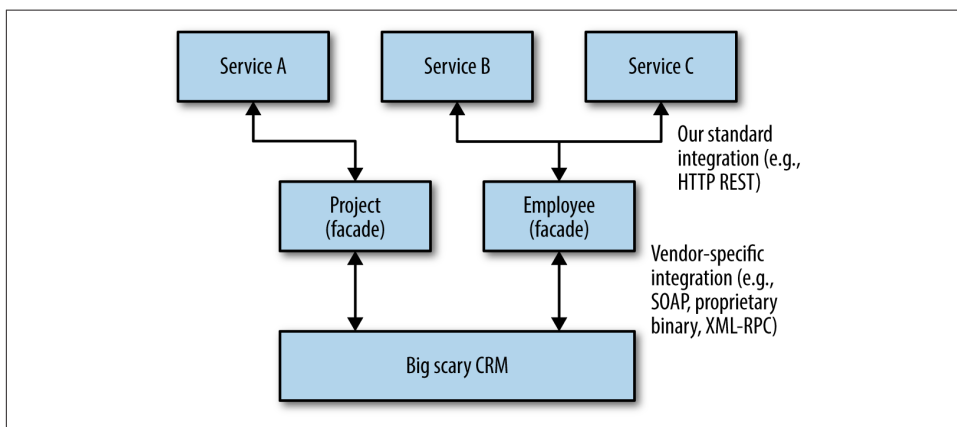 Service A
Service B
Service C
Our standard
integration (e.g.,
HTTP REST)
Project
(facade)
Employee
(facade)
Vendor-specific
integration (e.g.,
SOAP, proprietary
binary, XML-RPC)
Big scary CRM